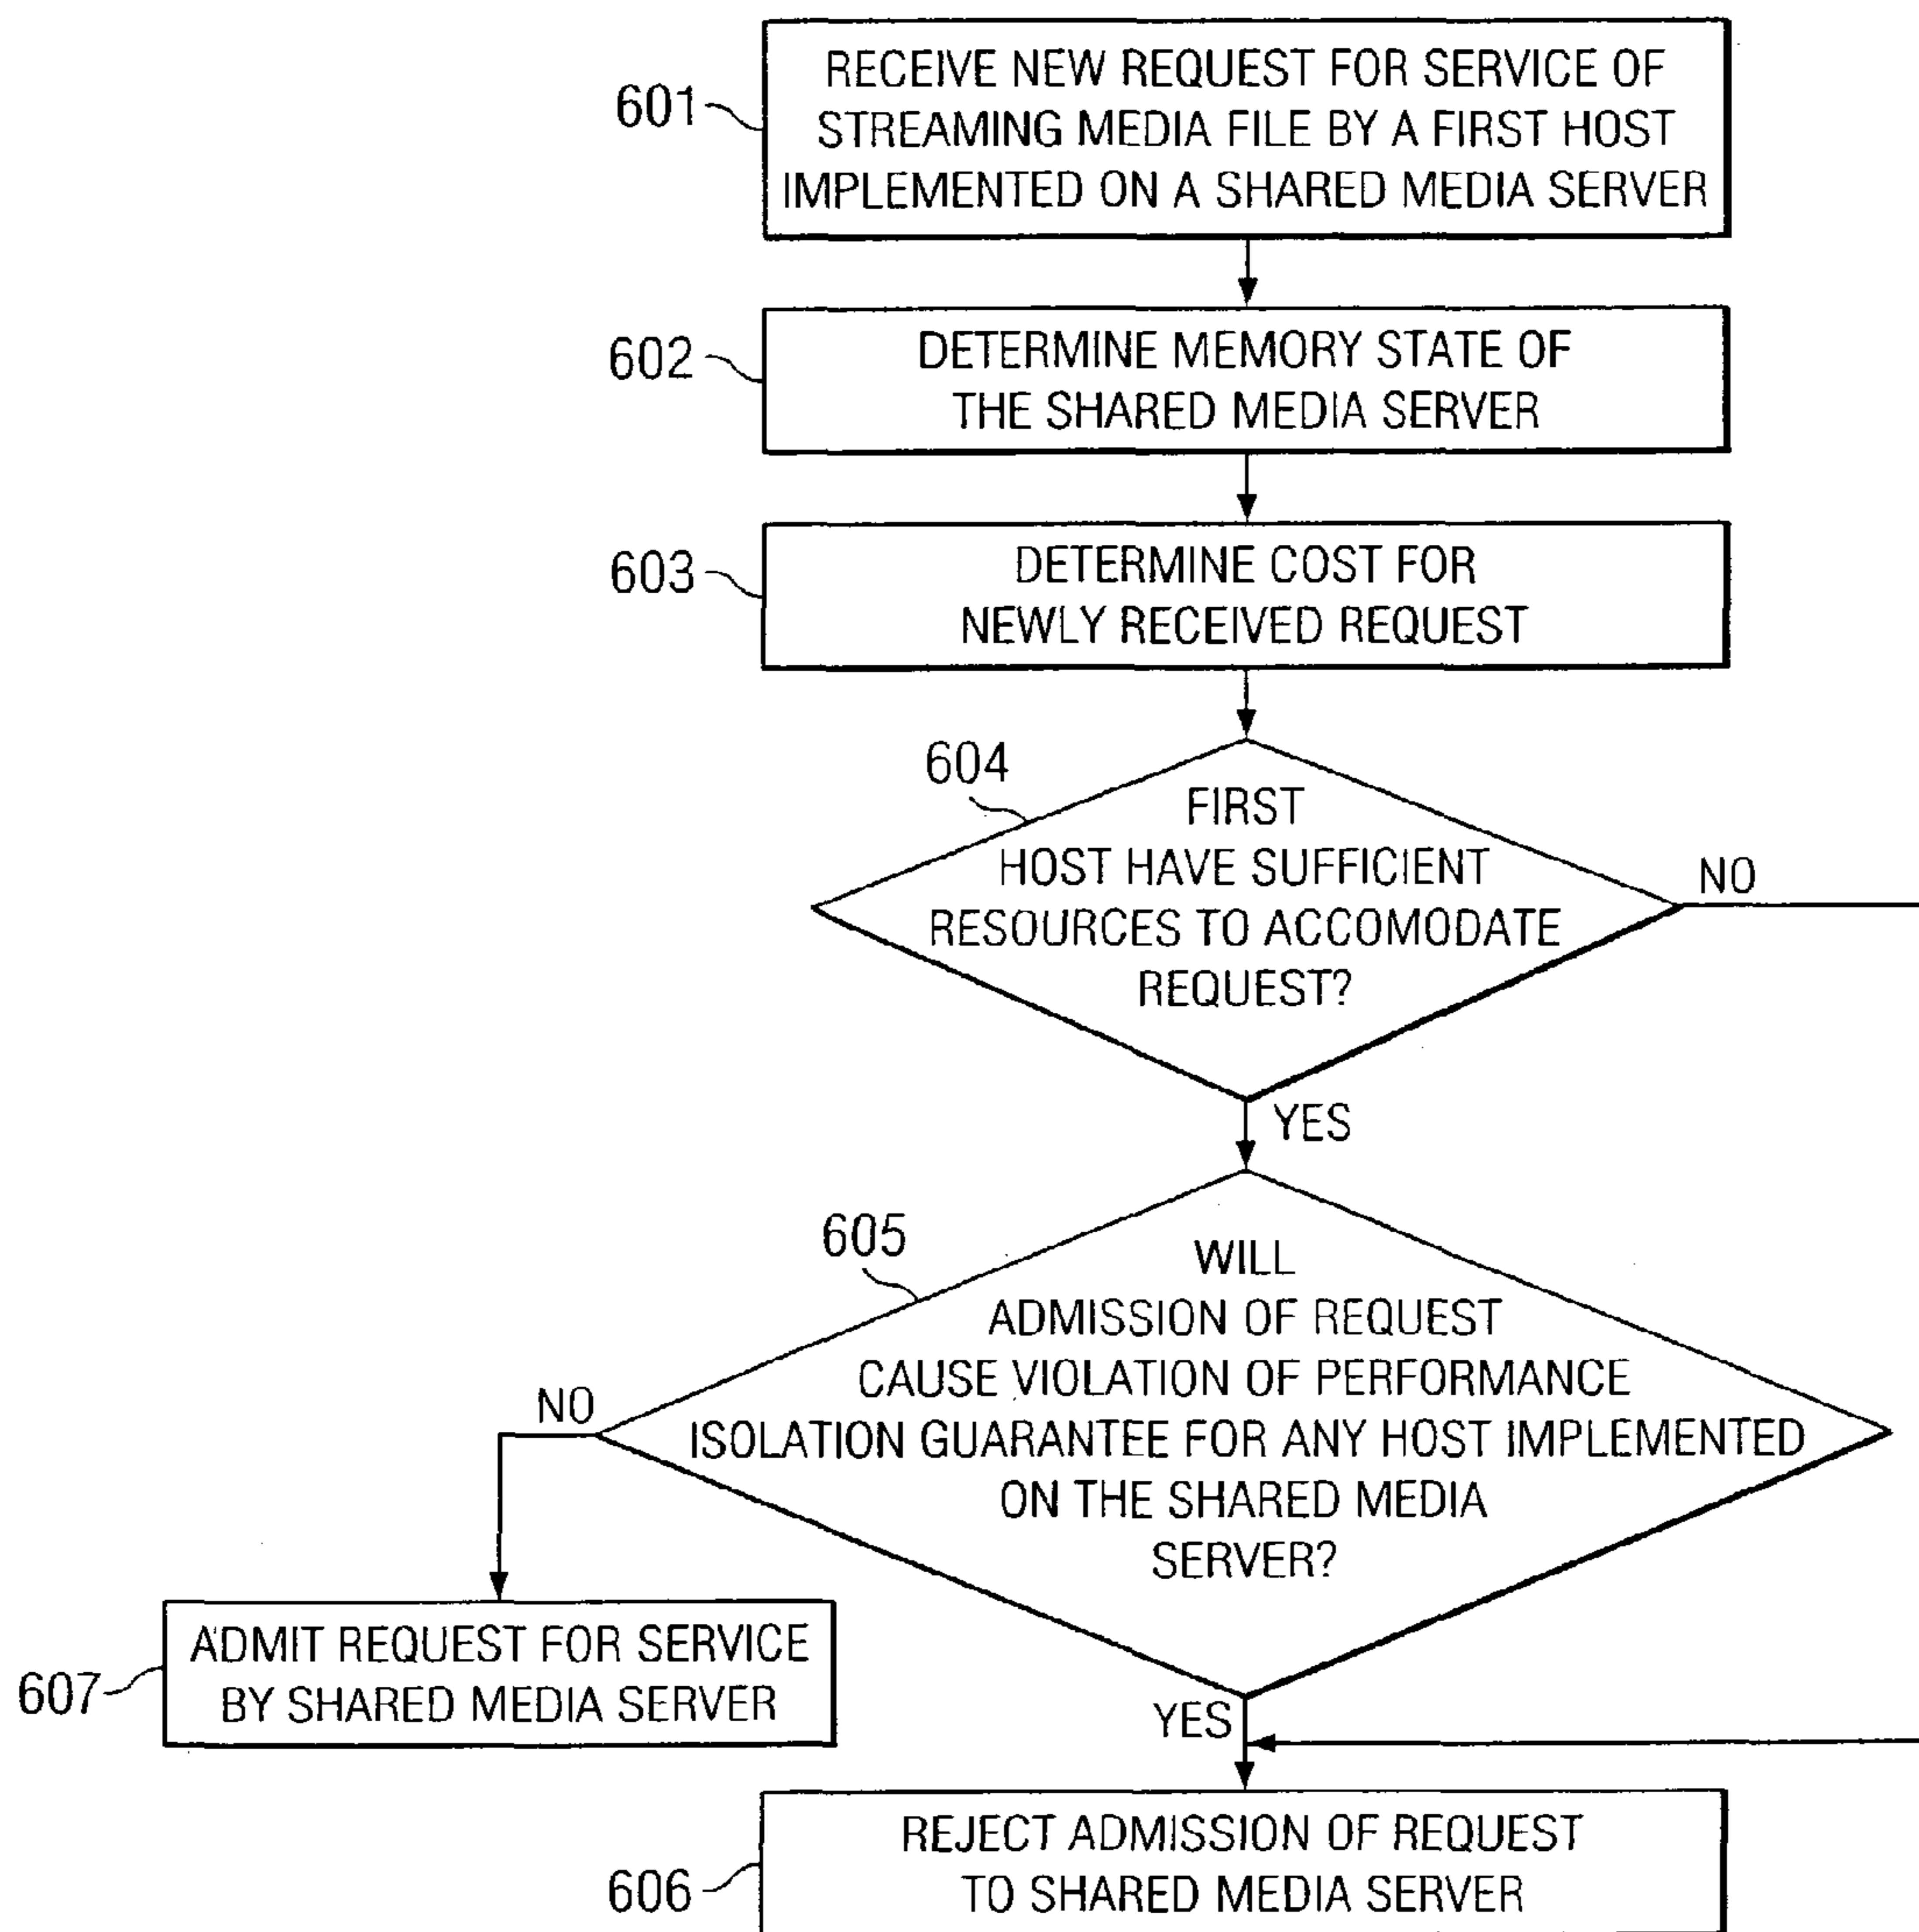 601
RECEIVE NEW REQUEST FOR SERVICE OF
STREAMING MEDIA FILE BY A FIRST HOST
IMPLEMENTED ON A SHARED MEDIA SERVER
602
DETERMINE MEMORY STATE OF
THE SHARED MEDIA SERVER
603
DETERMINE COST FOR
NEWLY RECEIVED REQUEST
604
FIRST
HOST HAVE SUFFICIENT
RESOURCES TO ACCOMODATE
REQUEST?
NO
YES
605
WILL
ADMISSION OF REQUEST
CAUSE VIOLATION OF PERFORMANCE
ISOLATION GUARANTEE FOR ANY HOST IMPLEMENTED
ON THE SHARED MEDIA
SERVER?
NO
YES
607
ADMIT REQUEST FOR SERVICE
BY SHARED MEDIA SERVER
606
REJECT ADMISSION OF REQUEST
TO SHARED MEDIA SERVER